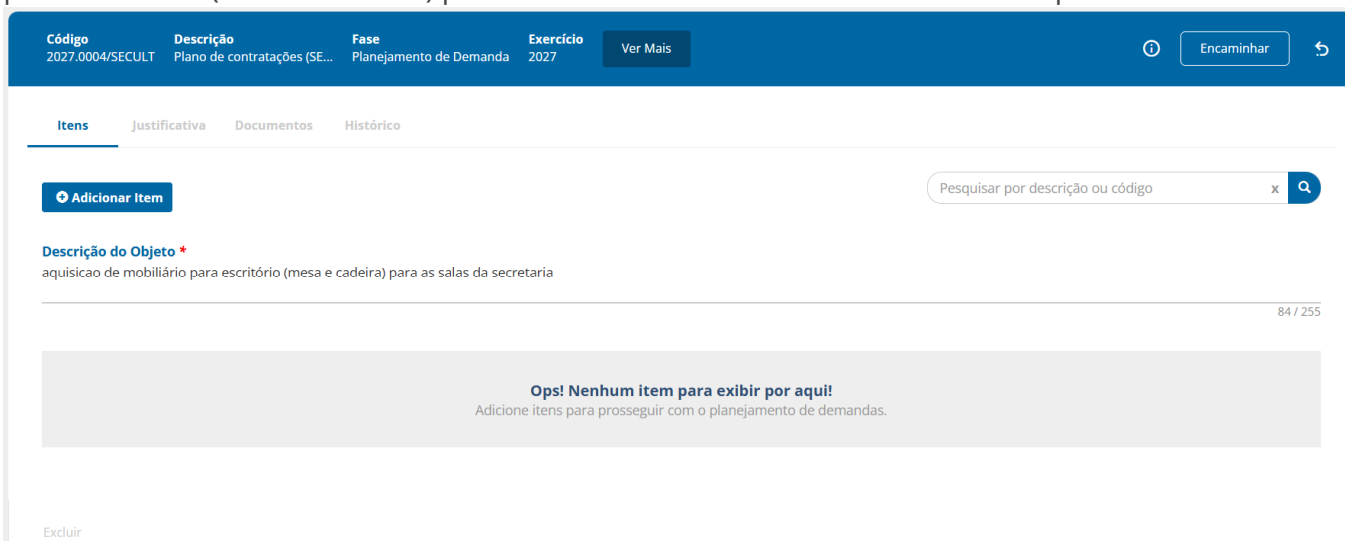 Código Descrição Fase Exercício
2027.0004/SECULT Plano de contratações (SE... Planejamento de Demanda 2027 Ver Mais Encaminhar
Itens Justificativa Documentos Histórico
Adicionar Item Pesquisar por descrição ou código x
Descrição do Objeto *
aquisicao de mobiliário para escritório (mesa e cadeira) para as salas da secretaria
84 / 255
Ops! Nenhum item para exibir por aqui!
Adicione itens para prosseguir com o planejamento de demandas.
Excluir